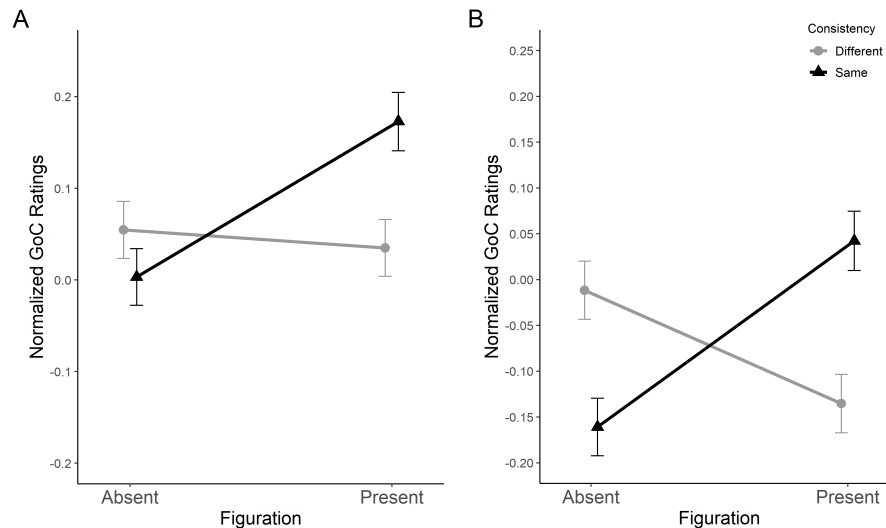 A
Normalized GoC Ratings
0.2
0.1
0.0
-0.1
-0.2
Absent
Present
Figuration
B
Normalized GoC Ratings
0.25
0.20
0.15
0.10
0.05
0.00
-0.05
-0.10
-0.15
-0.20
Absent
Present
Figuration
Consistency
Different
Same